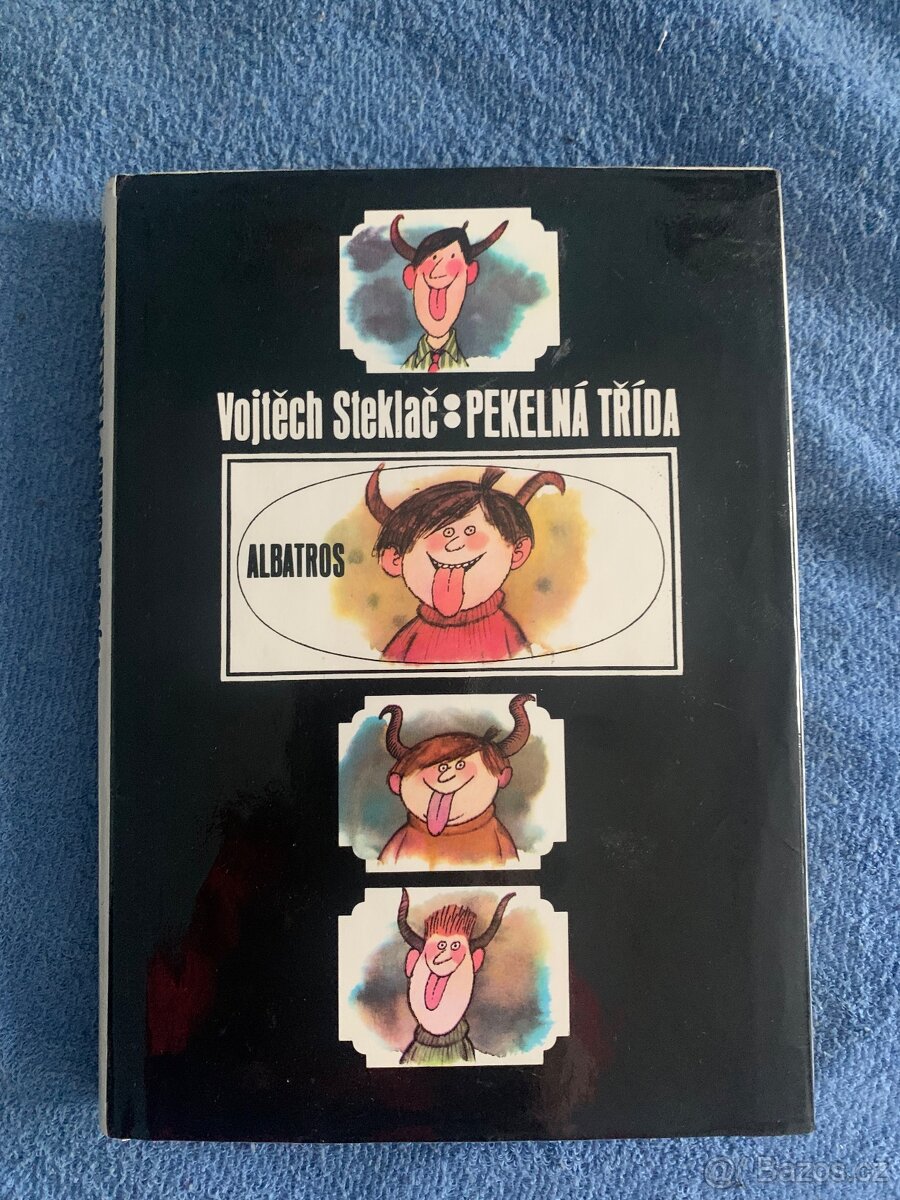 Vojtěch Steklač: PEKELNÁ TŘÍDA
ALBATROS
@ Bazos.cz